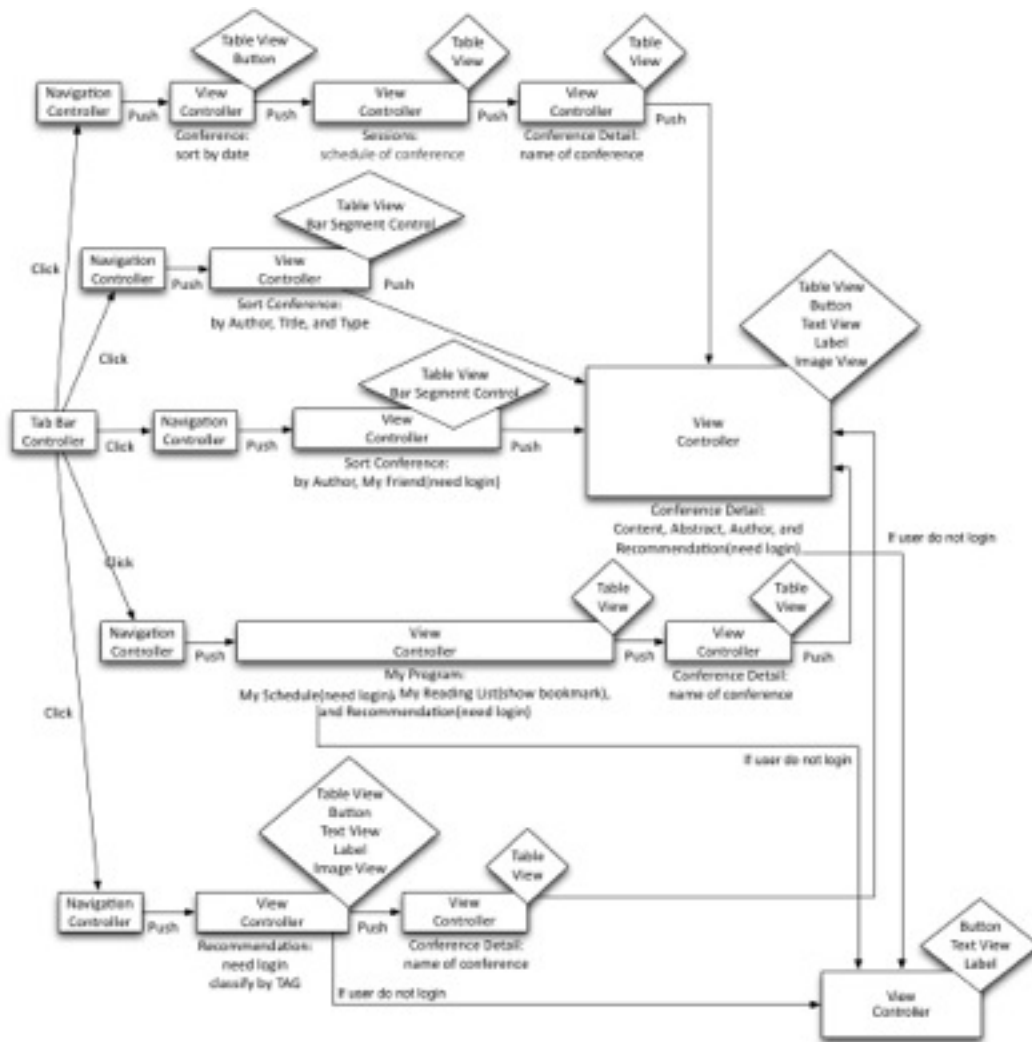 Table View
Button
Table
View
Table
View
Navigation
Controller
Push
View
Controller
Push
View
Controller
Push
View
Controller
Push
Conference:
sort by date
Sessions:
schedule of conference
Conference Detail:
name of conference
Table View
Bar Segment Control
Click
Navigation
Controller
Push
View
Controller
Push
Sort Conference:
by Author, Title, and Type
Table View
Button
Text View
Label
Image View
Click
Table View
Bar Segment Control
Tab Bar
Controller
Click
Navigation
Controller
Push
View
Controller
Push
View
Controller
Sort Conference:
by Author, My Friend(need login)
Conference Detail:
Content, Abstract, Author, and
Recommendation(need login)
If user do not login
Click
Table
View
Table
View
Navigation
Controller
Push
View
Controller
Push
View
Controller
Push
My Program:
My Schedule(need login), My Reading List(show bookmark),
and Recommendation(need login)
Conference Detail:
name of conference
Click
If user do not login
Table View
Button
Text View
Label
Image View
Table
View
Navigation
Controller
Push
View
Controller
Push
View
Controller
Recommendation:
need login
classify by TAG
Conference Detail:
name of conference
If user do not login
Button
Text View
Label
View
Controller